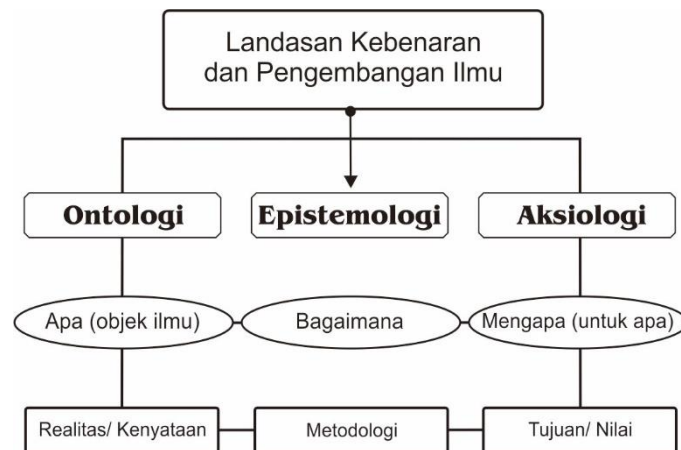 Landasan Kebenaran
dan Pengembangan Ilmu
Ontologi
Epistemologi
Aksiologi
Apa (objek ilmu)
Bagaimana
Mengapa (untuk apa)
Realitas/ Kenyataan
Metodologi
Tujuan/ Nilai